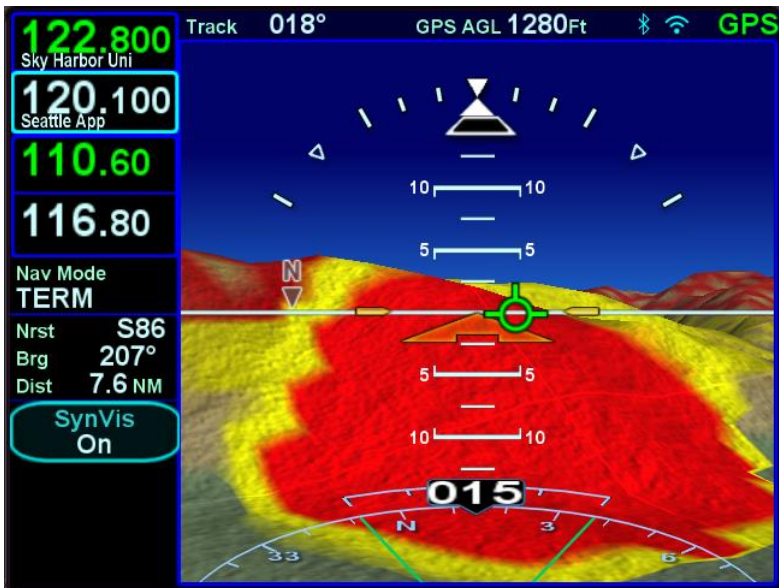 122.800
Sky Harbor Uni
120.100
Seattle App
110.60
116.80
Nav Mode
TERM
Nrst S86
Brg 207°
Dist 7.6 NM
SynVis
On
Track 018° GPS AGL 1280Ft GPS
10 10
5 5
N
5 5
10 10
015
33 N 3 6